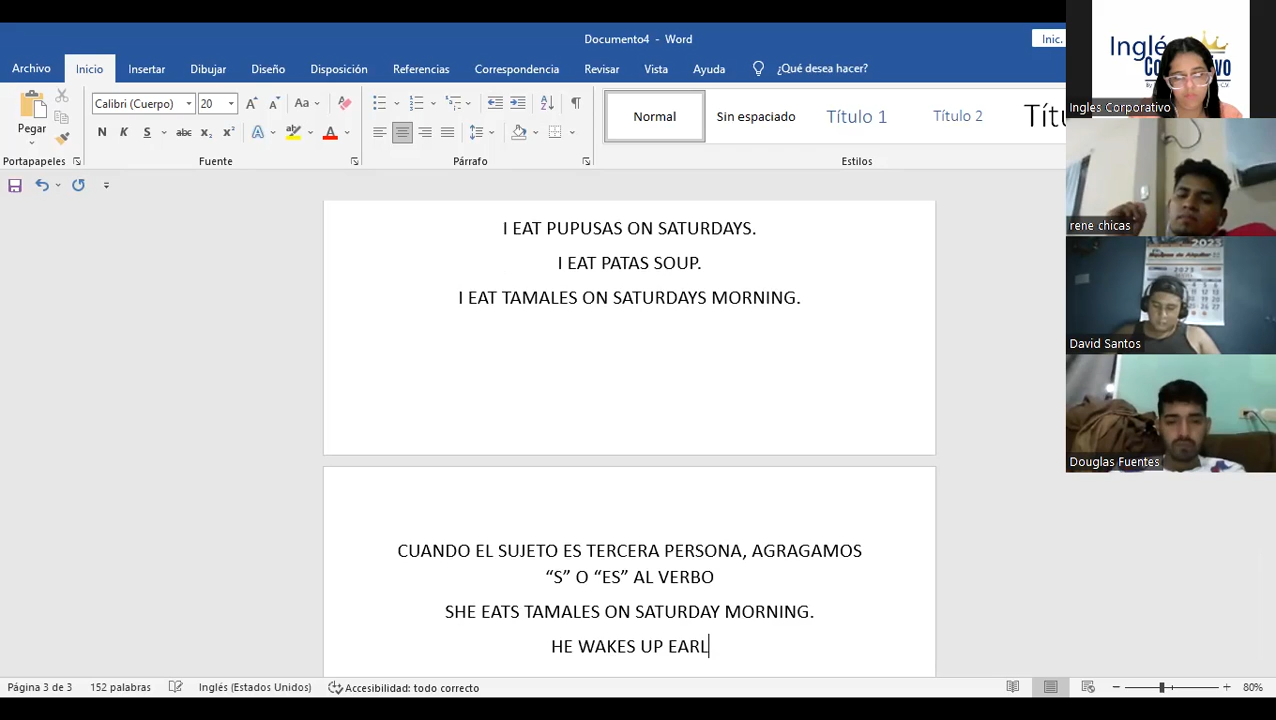 Documento4 - Word
Inic.
Archivo
Inicio
Insertar
Dibujar
Diseño
Disposición
Referencias
Correspondencia
Revisar
Vista
Ayuda
¿Qué desea hacer?
Pegar
Calibri (Cuerpo)
20
Portapapeles
Fuente
Párrafo
Normal
Sin espaciado
Título 1
Título 2
Estilos
I EAT PUPUSAS ON SATURDAYS.
I EAT PATAS SOUP.
I EAT TAMALES ON SATURDAYS MORNING.
CUANDO EL SUJETO ES TERCERA PERSONA, AGRAGAMOS
“S” O “ES” AL VERBO
SHE EATS TAMALES ON SATURDAY MORNING.
HE WAKES UP EARL
Página 3 de 3
152 palabras
Inglés (Estados Unidos)
Accesibilidad: todo correcto
80%
Ingles Corporativo
rene chicas
2023
David Santos
Douglas Fuentes